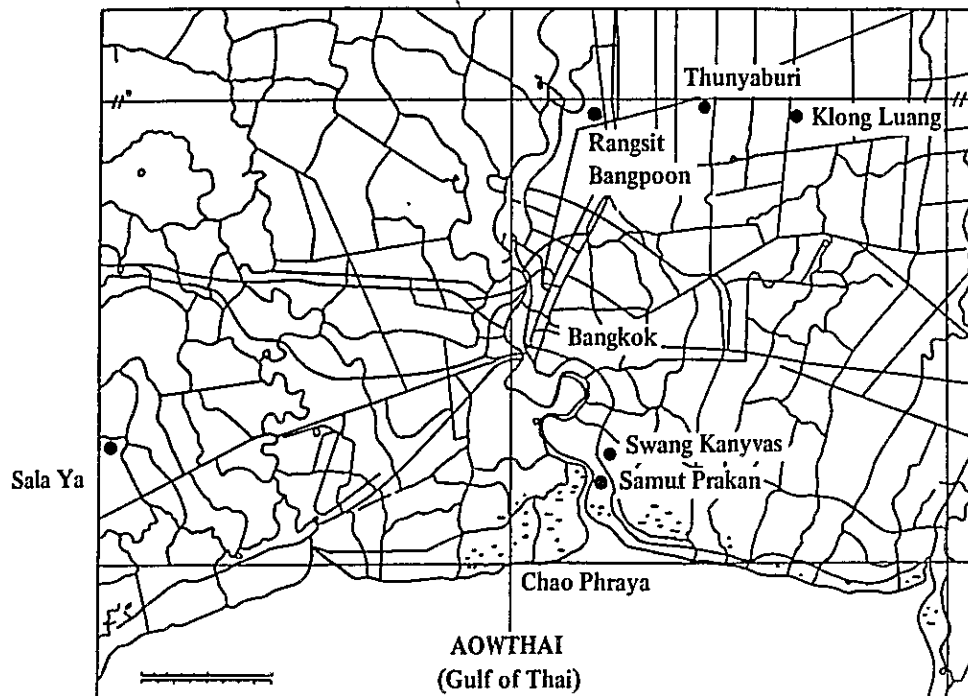 Thunyaburi
Klong Luang
Rangsit
Bangpoon
Bangkok
Swang Kanyvas
Sala Ya
Samut Prakan
Chao Phraya
AOWTHAI
(Gulf of Thai)